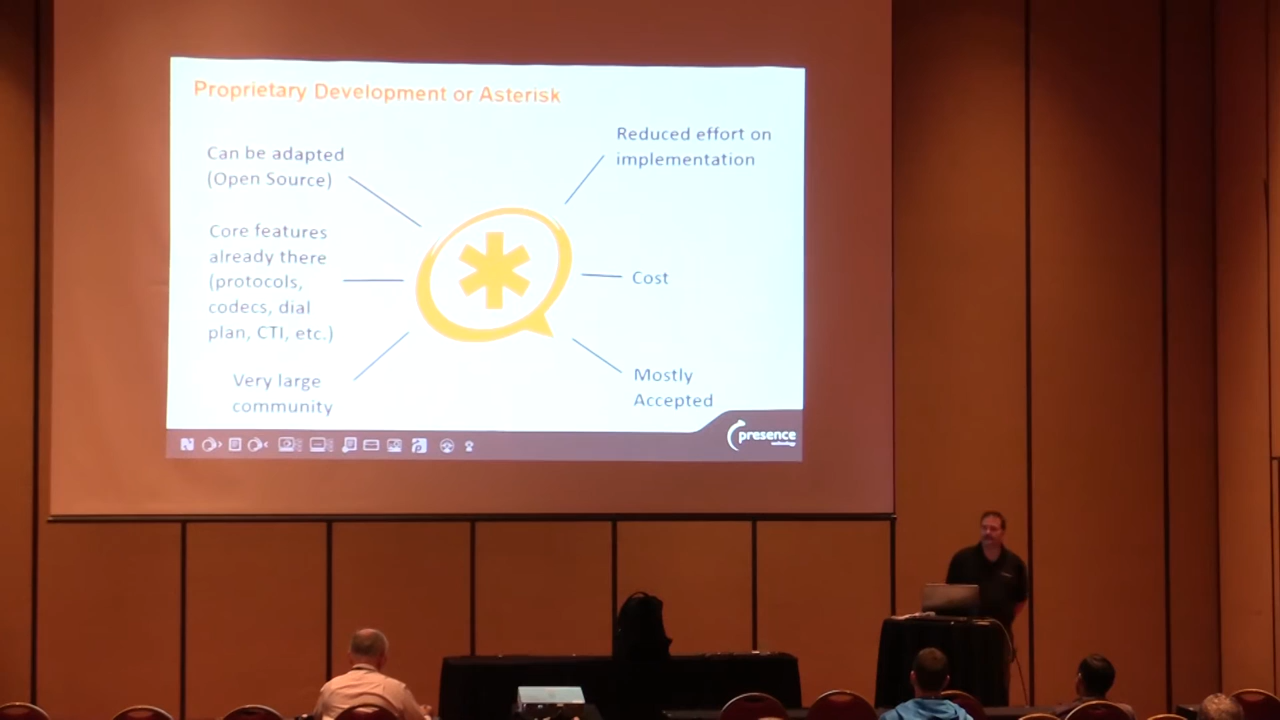 Proprietary Development or Asterisk
Can be adapted
(Open Source)
Core features
already there
(protocols,
codecs, dial
plan, CTI, etc.)
Very large
community
Reduced effort on
implementation
Cost
Mostly
Accepted
presence
technology